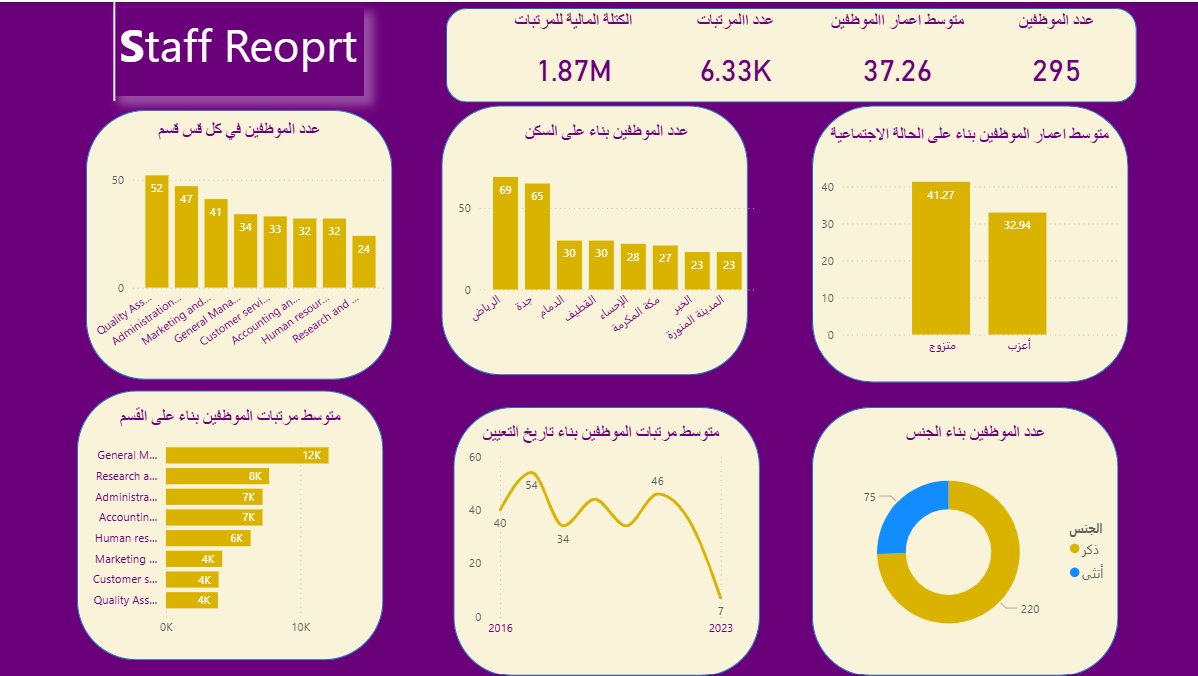 Staff Reoprt
عدد الموظفين
295
متوسط اعمار االموظفين
37.26
عدد االمرتبات
6.33K
الكتلة المالية للمرتبات
1.87M
عدد الموظفين في كل قس قسم
50
0
52
47
41
34
33
32
32
24
Quality Ass...
Administration...
Marketing and...
General Mana...
Customer servi...
Accounting an...
Human resour...
Research and ...
عدد الموظفين بناء على السكن
50
0
69
65
30
30
28
27
23
23
الرياض
جدة
الدمام
القطيف
الإحساء
مكة المكرمة
الخبر
المدينة المنورة
متوسط اعمار الموظفين بناء على الحالة الاجتماعية
40
30
20
10
0
41.27
32.94
متزوج
أعزب
متوسط مرتبات الموظفين بناء على القسم
General M...
12K
Research a...
8K
Administra...
7K
Accountin...
7K
Human res...
6K
Marketing ...
4K
Customer s...
4K
Quality Ass...
4K
0K
10K
متوسط مرتبات الموظفين بناء تاريخ التعيين
60
40
20
0
40
54
34
46
7
2016
2023
عدد الموظفين بناء الجنس
75
220
الجنس
ذكر
أنثى